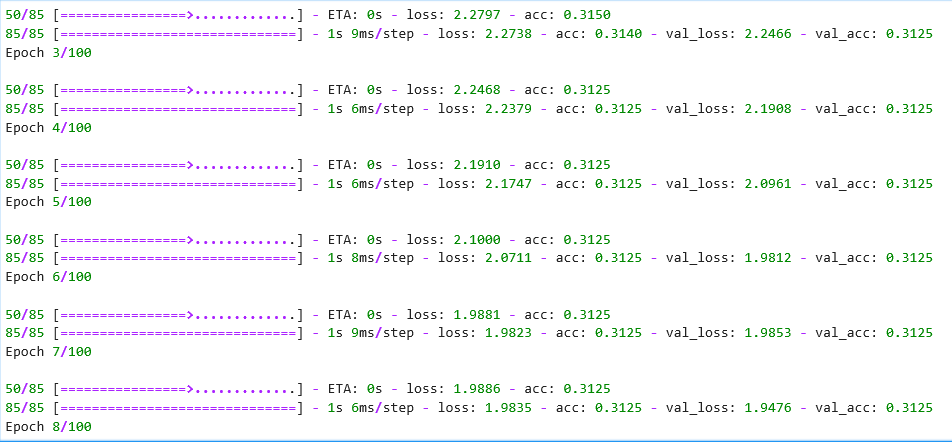 50/85 [================>.............] - ETA: 0s - loss: 2.2797 - acc: 0.3150
85/85 [==============================] - 1s 9ms/step - loss: 2.2738 - acc: 0.3140 - val_loss: 2.2466 - val_acc: 0.3125
Epoch 3/100
50/85 [================>.............] - ETA: 0s - loss: 2.2468 - acc: 0.3125
85/85 [==============================] - 1s 6ms/step - loss: 2.2379 - acc: 0.3125 - val_loss: 2.1908 - val_acc: 0.3125
Epoch 4/100
50/85 [================>.............] - ETA: 0s - loss: 2.1910 - acc: 0.3125
85/85 [==============================] - 1s 6ms/step - loss: 2.1747 - acc: 0.3125 - val_loss: 2.0961 - val_acc: 0.3125
Epoch 5/100
50/85 [================>.............] - ETA: 0s - loss: 2.1000 - acc: 0.3125
85/85 [==============================] - 1s 8ms/step - loss: 2.0711 - acc: 0.3125 - val_loss: 1.9812 - val_acc: 0.3125
Epoch 6/100
50/85 [================>.............] - ETA: 0s - loss: 1.9881 - acc: 0.3125
85/85 [==============================] - 1s 9ms/step - loss: 1.9823 - acc: 0.3125 - val_loss: 1.9853 - val_acc: 0.3125
Epoch 7/100
50/85 [================>.............] - ETA: 0s - loss: 1.9886 - acc: 0.3125
85/85 [==============================] - 1s 6ms/step - loss: 1.9835 - acc: 0.3125 - val_loss: 1.9476 - val_acc: 0.3125
Epoch 8/100